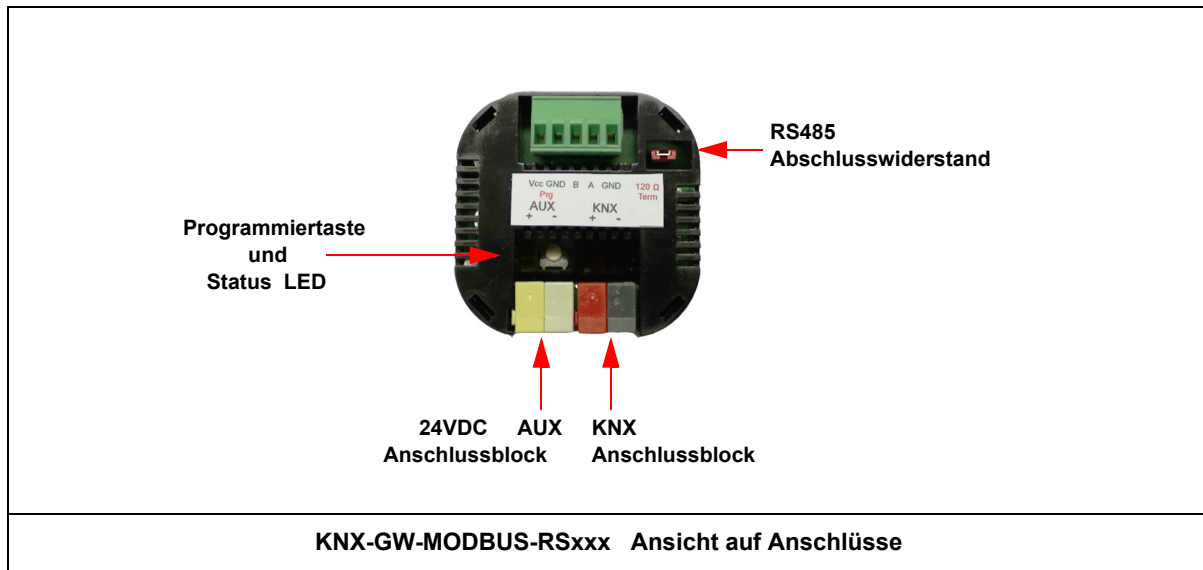 RS485
Abschlusswiderstand
Vcc GND B A GND 120 Ω
Prg Term
AUX KNX
+ - + -
Programmiertaste
und
Status LED
24VDC AUX KNX
Anschlussblock Anschlussblock
KNX-GW-MODBUS-RSxxx Ansicht auf Anschlüsse